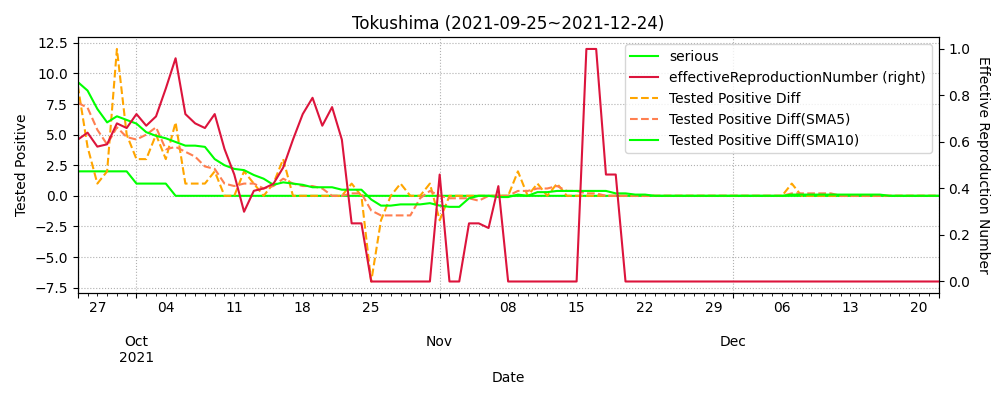 Tokushima (2021-09-25~2021-12-24)
12.5
10.0
7.5
5.0
2.5
0.0
−2.5
−5.0
−7.5
Tested Positive
serious
effectiveReproductionNumber (right)
Tested Positive Diff
Tested Positive Diff(SMA5)
Tested Positive Diff(SMA10)
1.0
0.8
0.6
0.4
0.2
0.0
Effective Reproduction Number
27 04 11 18 25 08 15 22 29 06 13 20
Oct Nov Dec
2021
Date